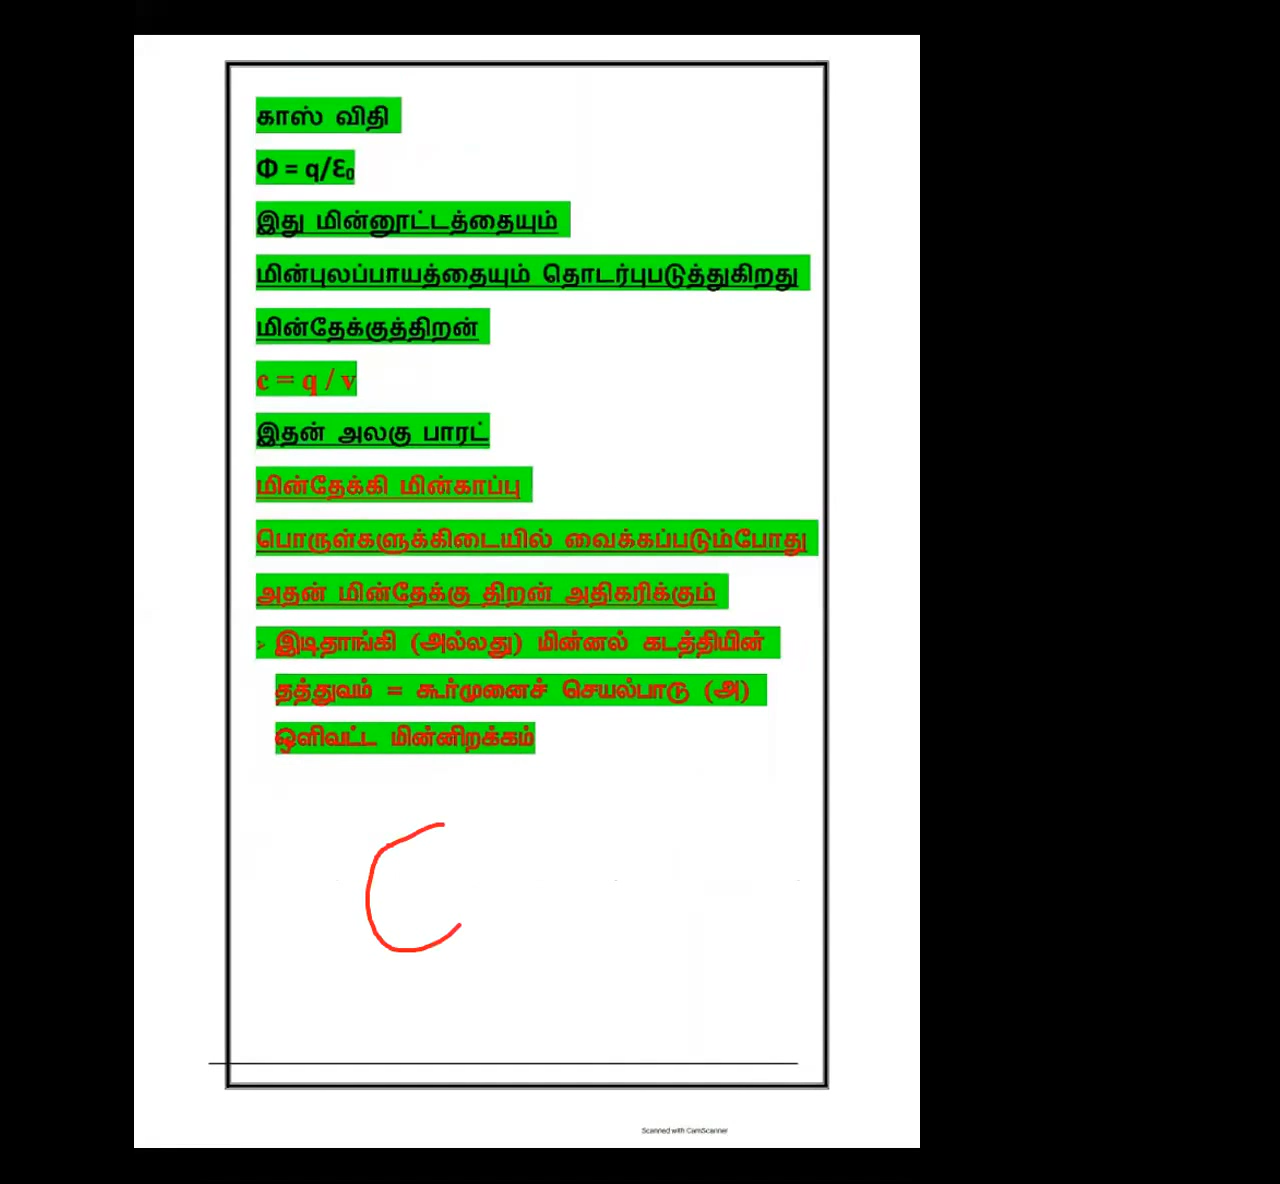 காஸ் விதி
Φ = q/Ɛ₀
இது மின்னூட்டத்தையும்
மின்புலப்பாயத்தையும் தொடர்புபடுத்துகிறது
மின்தேக்குத்திறன்
c = q / v
இதன் அலகு பாரட்
மின்தேக்கி மின்காப்பு
பொருள்களுக்கிடையில் வைக்கப்படும்போது
அதன் மின்தேக்கு திறன் அதிகரிக்கும்
➢ இடிதாங்கி (அல்லது) மின்னல் கடத்தியின்
தத்துவம் = கூர்முனைச் செயல்பாடு (அ)
ஒளிவட்ட மின்னிறக்கம்
C
Scanned with CamScanner